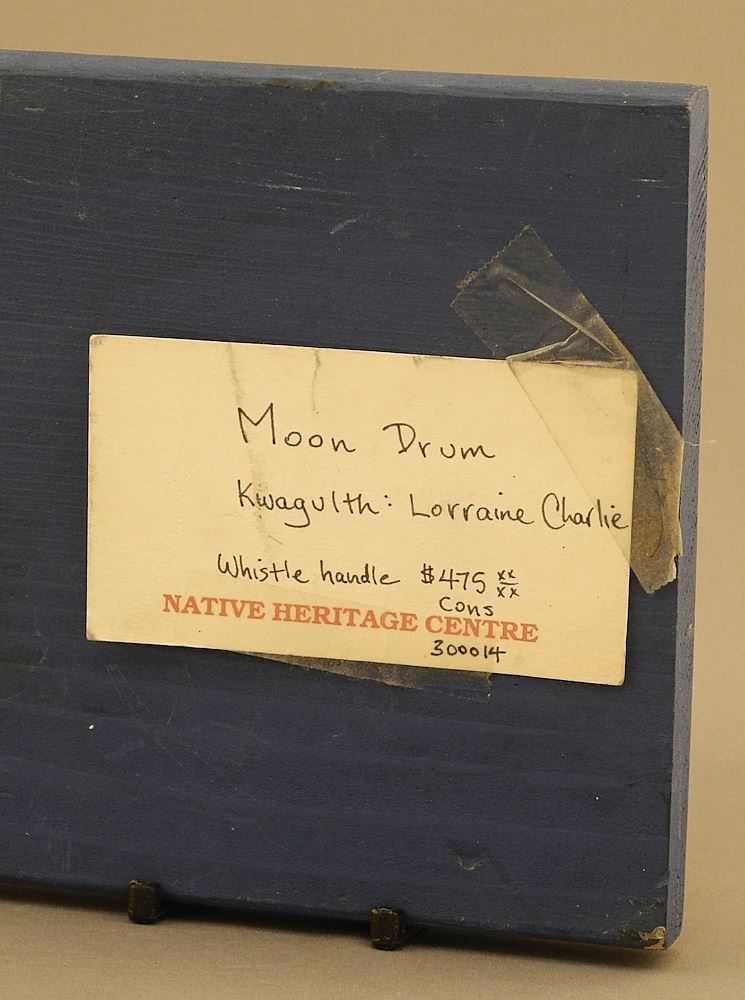 Moon Drum
Kwagulth: Lorraine Charlie
Whistle handle $475 xx/xx
Cons
NATIVE HERITAGE CENTRE
300014